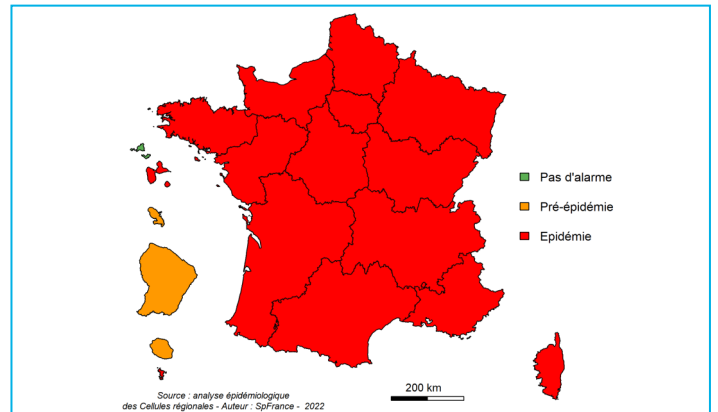 Pas d'alarme
Pré-épidémie
Epidémie
200 km
Source : analyse épidémiologique
des Cellules régionales - Auteur : SpFrance - 2022